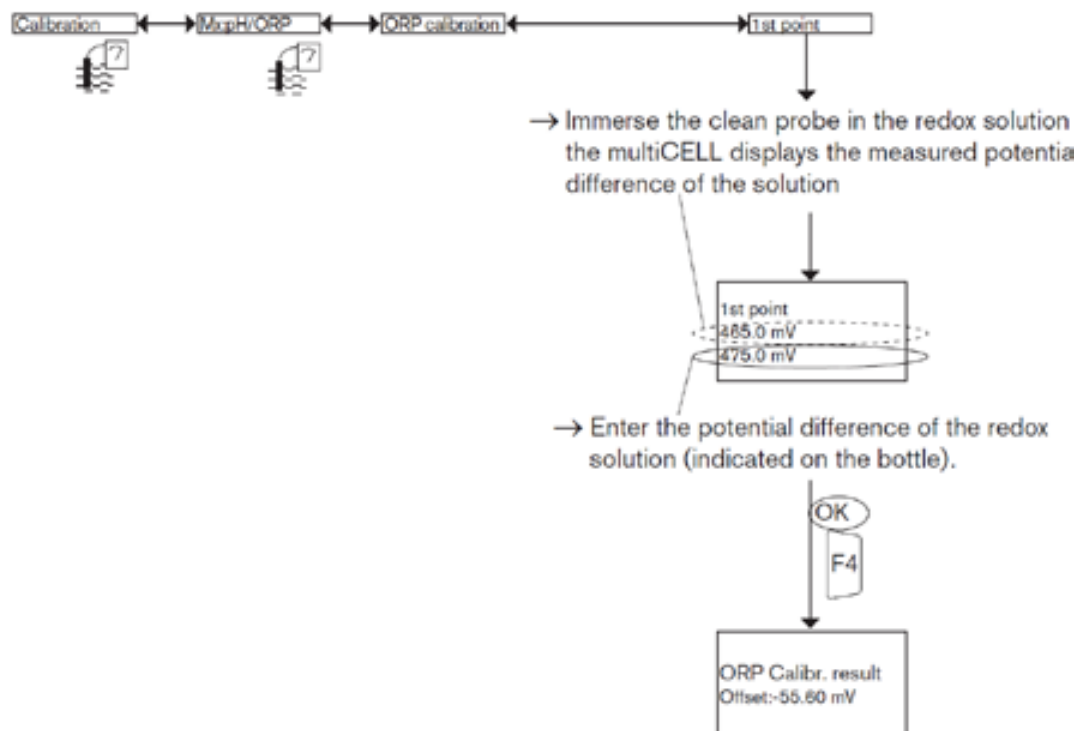 Calibration
Mx:pH/ORP
ORP calibration
1st point
?
?
→ Immerse the clean probe in the redox solution
the multiCELL displays the measured potentia
difference of the solution
1st point
465.0 mV
475.0 mV
→ Enter the potential difference of the redox
solution (indicated on the bottle).
OK
F4
ORP Calibr. result
Offset:-55.60 mV